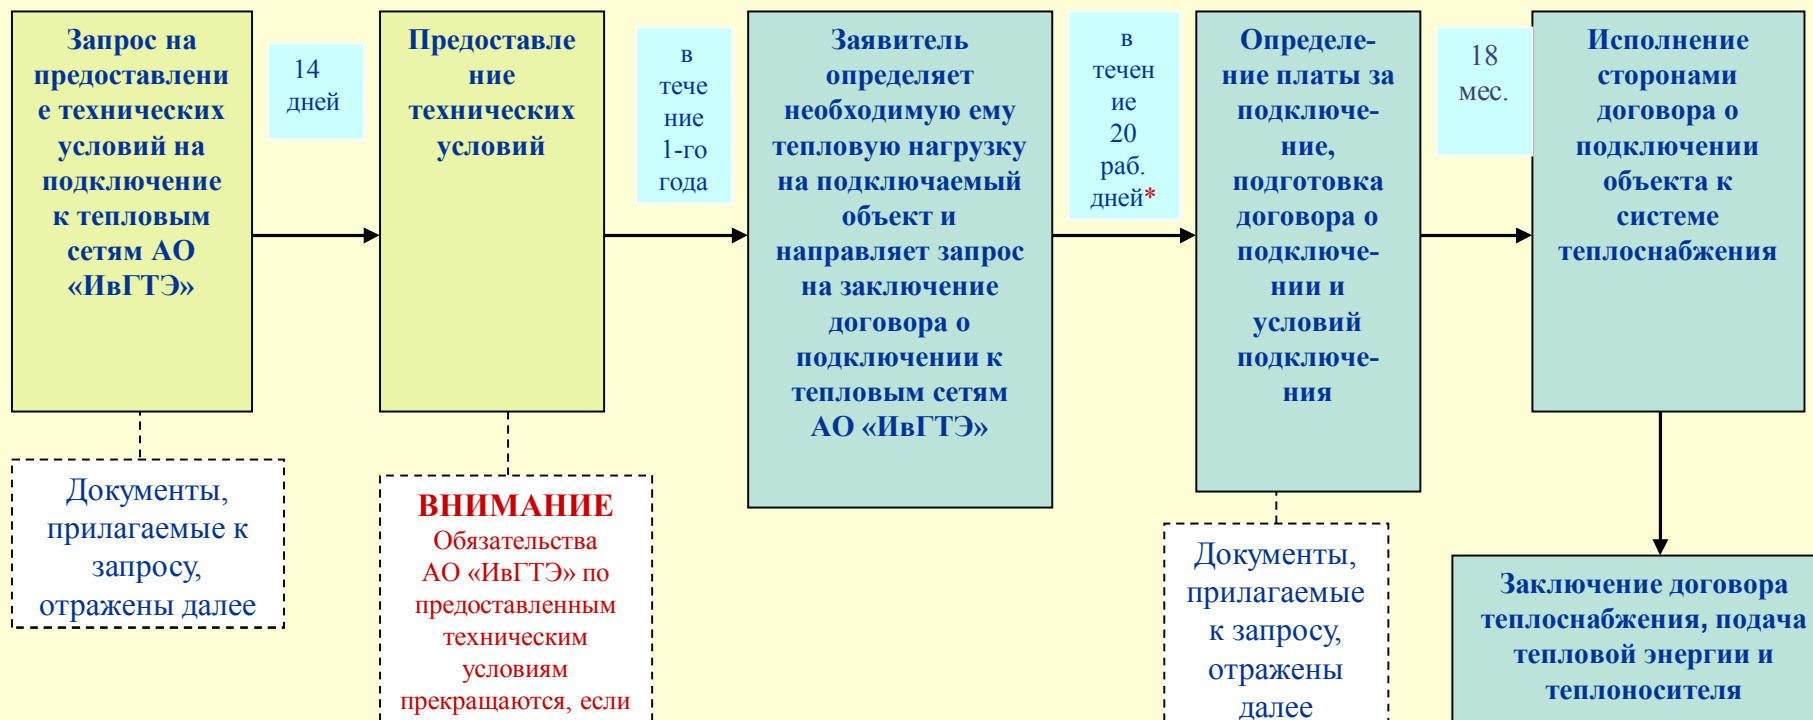 Запрос на
предоставлени
е технических
условий на
подключение
к тепловым
сетям АО
«ИвГТЭ»
14
дней
Предоставле
ние
технических
условий
в
тече
ние
1-го
года
Заявитель
определяет
необходимую ему
тепловую нагрузку
на подключаемый
объект и
направляет запрос
на заключение
договора о
подключении к
тепловым сетям
АО «ИвГТЭ»
в
течен
ие
20
раб.
дней*
Определе-
ние платы за
подключе-
ние,
подготовка
договора о
подключе-
нии и
условий
подключе-
ния
18
мес.
Исполнение
сторонами
договора о
подключении
объекта к
системе
теплоснабжения
Документы,
прилагаемые к
запросу,
отражены далее
ВНИМАНИЕ
Обязательства
АО «ИвГТЭ» по
предоставленным
техническим
условиям
прекращаются, если
Документы,
прилагаемые
к запросу,
отражены
далее
Заключение договора
теплоснабжения, подача
тепловой энергии и
теплоносителя